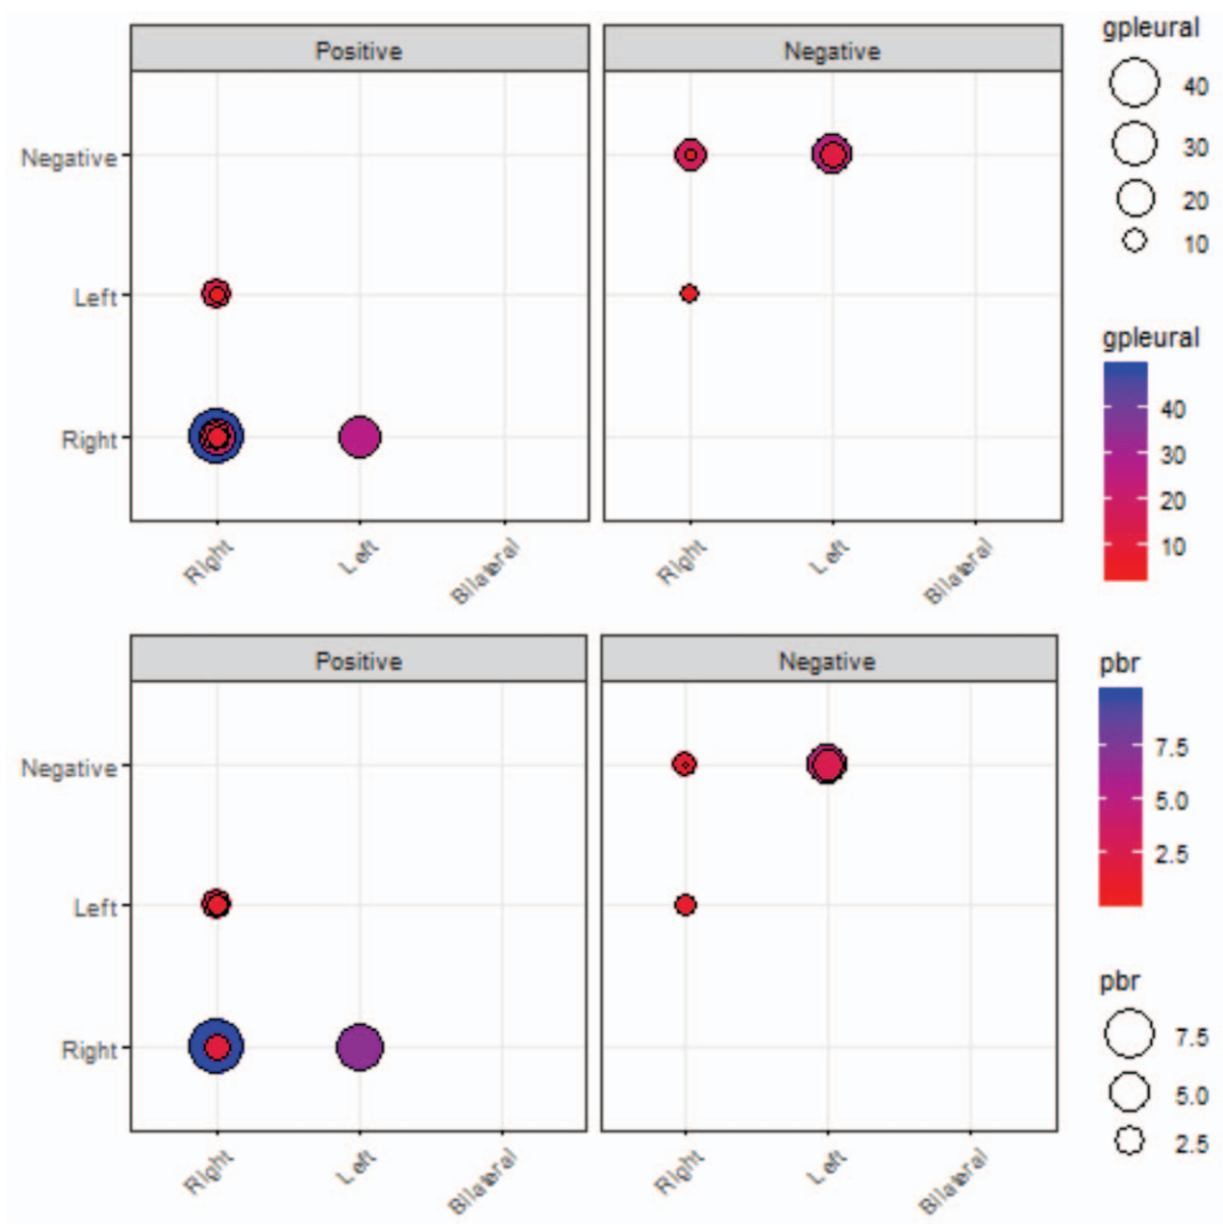 Positive
Negative
gpleural
40
30
20
10
Negative
Left
Right
Right
Left
Bilateral
Right
Left
Bilateral
gpleural
40
30
20
10
Positive
Negative
pbr
7.5
5.0
2.5
Negative
Left
Right
Right
Left
Bilateral
Right
Left
Bilateral
pbr
7.5
5.0
2.5